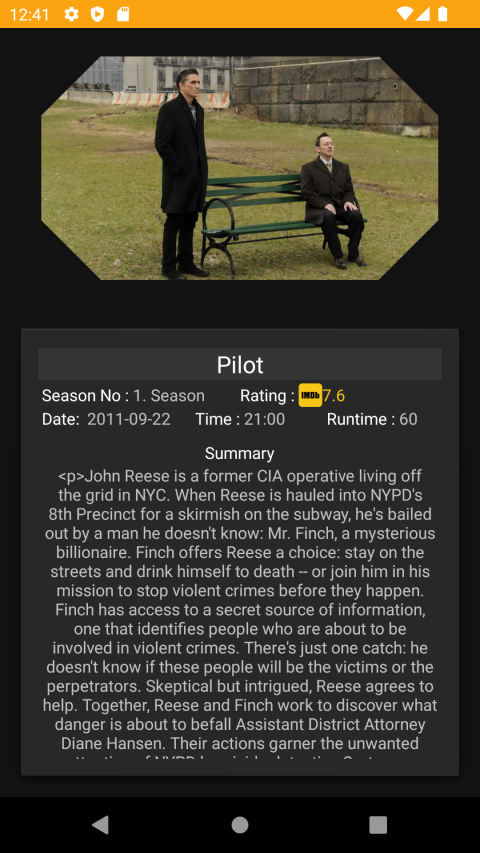 12:41
Pilot
Season No : 1. Season Rating : IMDb 7.6
Date: 2011-09-22 Time : 21:00 Runtime : 60
Summary
<p>John Reese is a former CIA operative living off
the grid in NYC. When Reese is hauled into NYPD's
8th Precinct for a skirmish on the subway, he's bailed
out by a man he doesn't know: Mr. Finch, a mysterious
billionaire. Finch offers Reese a choice: stay on the
streets and drink himself to death -- or join him in his
mission to stop violent crimes before they happen.
Finch has access to a secret source of information,
one that identifies people who are about to be
involved in violent crimes. There's just one catch: he
doesn't know if these people will be the victims or the
perpetrators. Skeptical but intrigued, Reese agrees to
help. Together, Reese and Finch work to discover what
danger is about to befall Assistant District Attorney
Diane Hansen. Their actions garner the unwanted